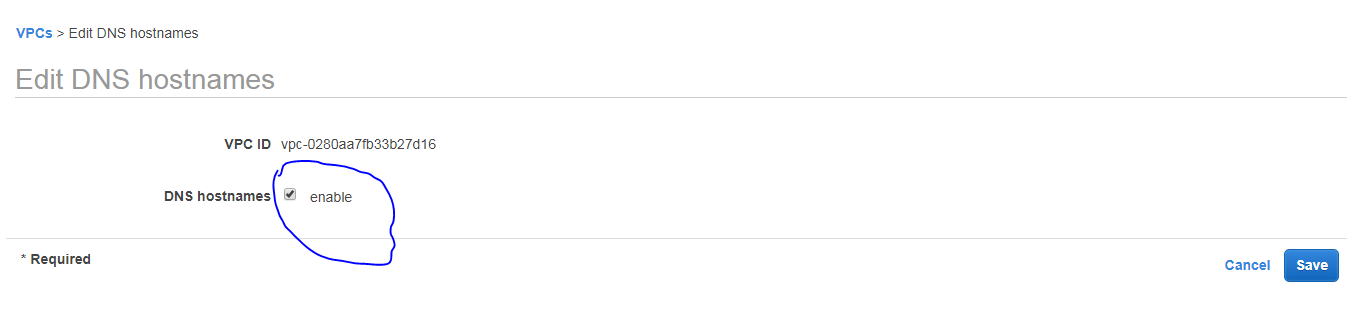 VPCs > Edit DNS hostnames
Edit DNS hostnames
VPC ID vpc-0280aa7fb33b27d16
DNS hostnames enable
* Required
Cancel Save